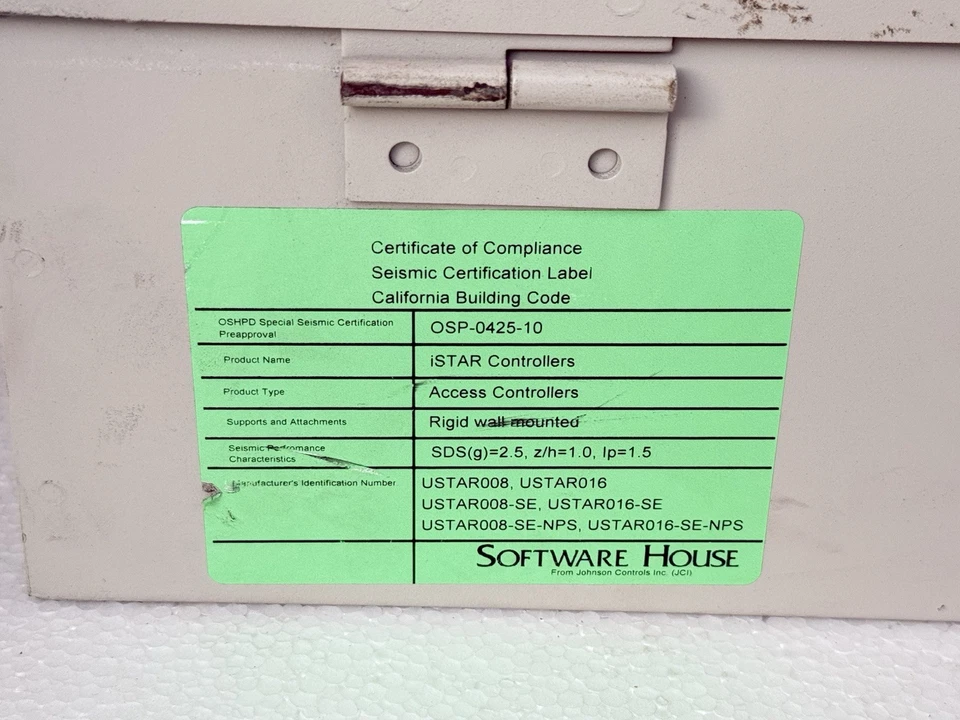 Certificate of Compliance
Seismic Certification Label
California Building Code
OSHPD Special Seismic Certification
Preapproval
OSP-0425-10
Product Name
iSTAR Controllers
Product Type
Access Controllers
Supports and Attachments
Rigid wall mounted
Seismic Perfromance
Characteristics
SDS(g)=2.5, z/h=1.0, Ip=1.5
Manufacturer's Identification Number
USTAR008, USTAR016
USTAR008-SE, USTAR016-SE
USTAR008-SE-NPS, USTAR016-SE-NPS
SOFTWARE HOUSE
From Johnson Controls Inc. (JCI)